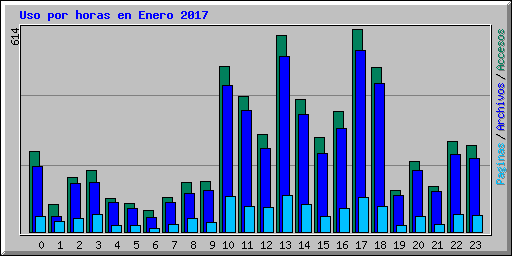 Uso por horas en Enero 2017
614
Paginas / Archivos / Accesos
0 1 2 3 4 5 6 7 8 9 10 11 12 13 14 15 16 17 18 19 20 21 22 23